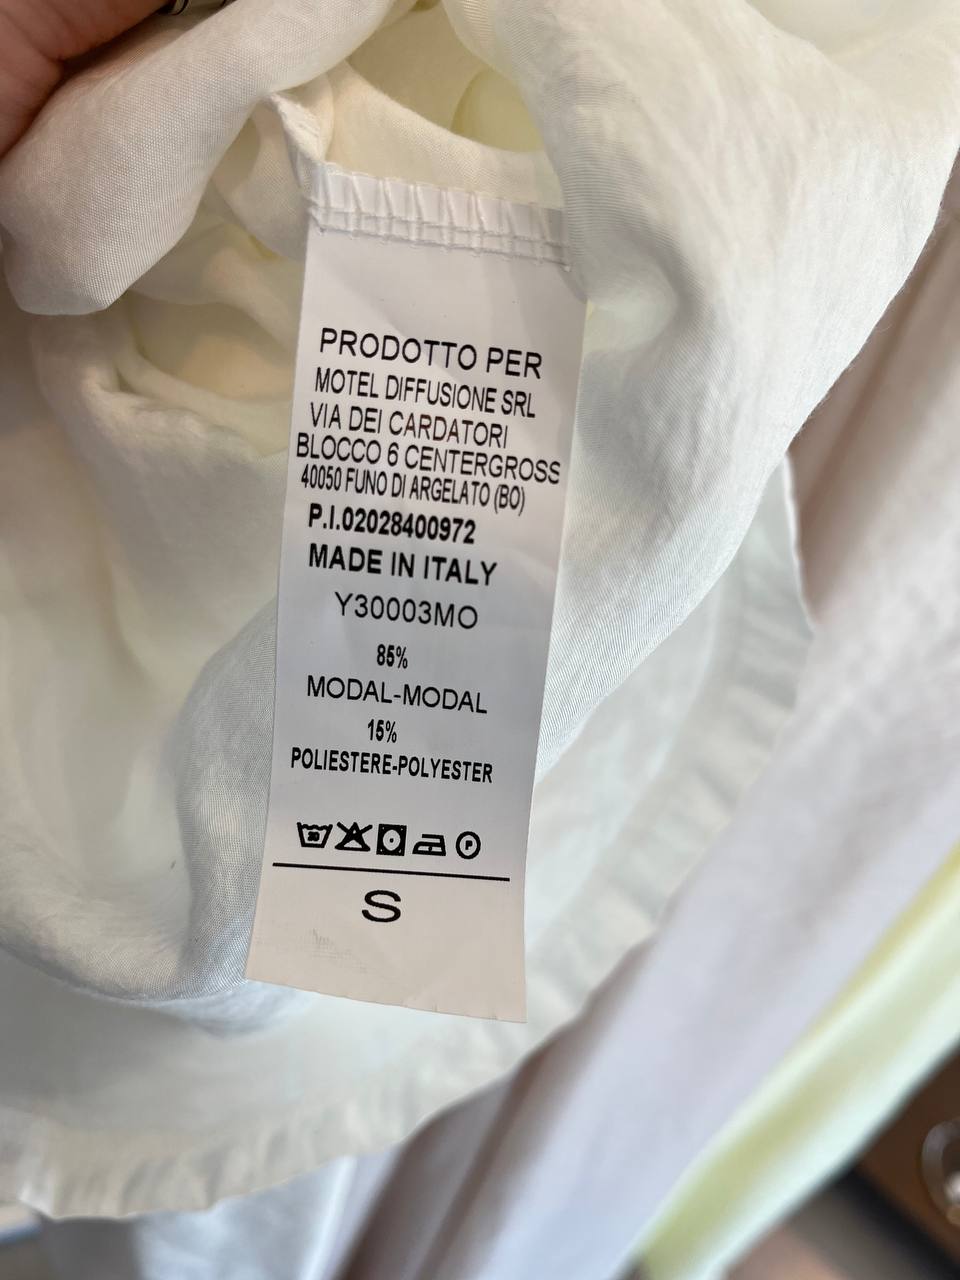 PRODOTTO PER
MOTEL DIFFUSIONE SRL
VIA DEI CARDATORI
BLOCCO 6 CENTERGROSS
40050 FUNO DI ARGELATO (BO)
P.I.02028400972
MADE IN ITALY
Y30003MO
85%
MODAL-MODAL
15%
POLIESTERE-POLYESTER
30 P
S